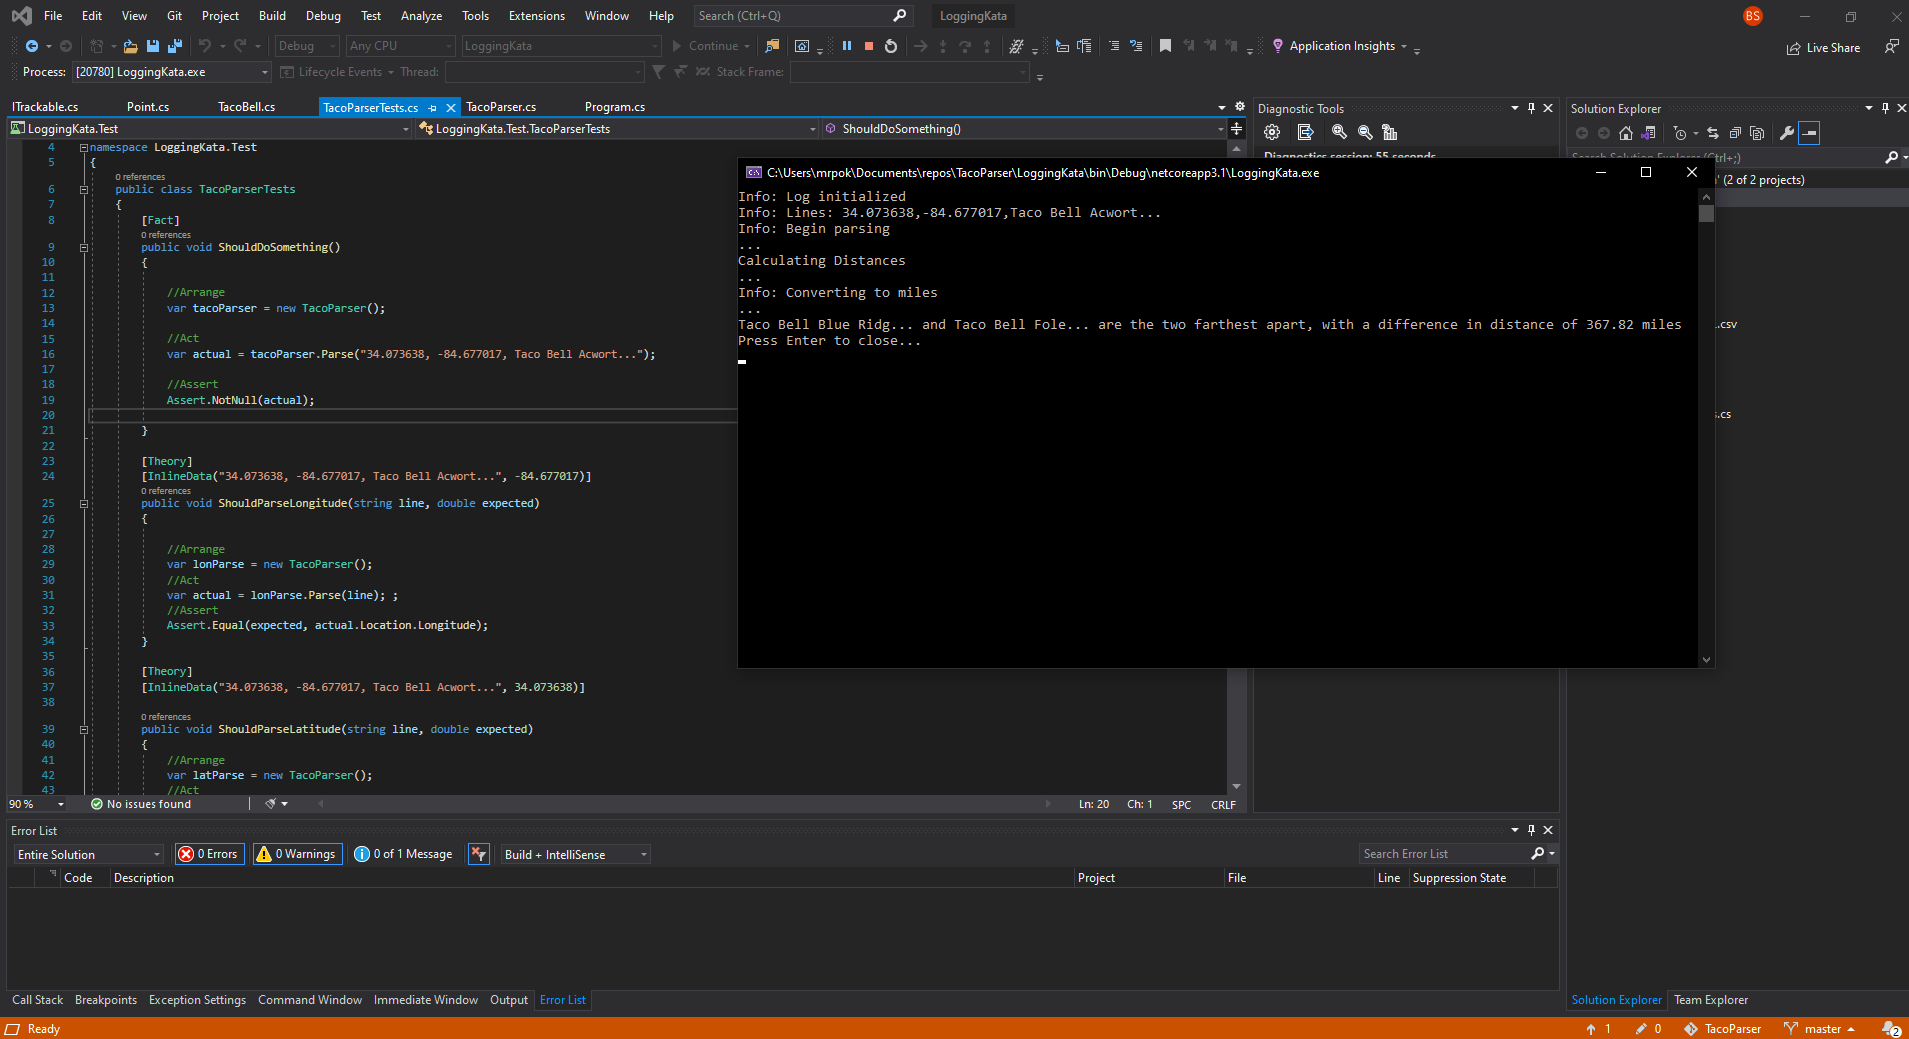 File Edit View Git Project Build Debug Test Analyze Tools Extensions Window Help Search (Ctrl+Q) LoggingKata BS
Debug Any CPU LoggingKata Continue Application Insights Live Share
Process: [20780] LoggingKata.exe Lifecycle Events Thread: Stack Frame:
ITrackable.cs Point.cs TacoBell.cs TacoParserTests.cs TacoParser.cs Program.cs
LoggingKata.Test LoggingKata.Test.TacoParserTests ShouldDoSomething()
4 namespace LoggingKata.Test
5 {
0 references
6 public class TacoParserTests
7 {
8 [Fact]
0 references
9 public void ShouldDoSomething()
10 {
11
12 //Arrange
13 var tacoParser = new TacoParser();
14
15 //Act
16 var actual = tacoParser.Parse("34.073638, -84.677017, Taco Bell Acwort...");
17
18 //Assert
19 Assert.NotNull(actual);
20
21 }
22
23 [Theory]
24 [InlineData("34.073638, -84.677017, Taco Bell Acwort...", -84.677017)]
0 references
25 public void ShouldParseLongitude(string line, double expected)
26 {
27
28 //Arrange
29 var lonParse = new TacoParser();
30 //Act
31 var actual = lonParse.Parse(line); ;
32 //Assert
33 Assert.Equal(expected, actual.Location.Longitude);
34 }
35
36 [Theory]
37 [InlineData("34.073638, -84.677017, Taco Bell Acwort...", 34.073638)]
38
0 references
39 public void ShouldParseLatitude(string line, double expected)
40 {
41 //Arrange
42 var latParse = new TacoParser();
43 //Act
90 % No issues found Ln: 20 Ch: 1 SPC CRLF
C:\Users\mrpok\Documents\repos\TacoParser\LoggingKata\bin\Debug\netcoreapp3.1\LoggingKata.exe
Info: Log initialized
Info: Lines: 34.073638,-84.677017,Taco Bell Acwort...
Info: Begin parsing
...
Calculating Distances
...
Info: Converting to miles
...
Taco Bell Blue Ridg... and Taco Bell Fole... are the two farthest apart, with a difference in distance of 367.82 miles
Press Enter to close...
Diagnostic Tools
Diagnostics session: 55 seconds
Solution Explorer
Search Solution Explorer (Ctrl+;)
' (2 of 2 projects)
.csv
s.cs
Error List
Entire Solution 0 Errors 0 Warnings 0 of 1 Message Build + IntelliSense Search Error List
Code Description Project File Line Suppression State
Call Stack Breakpoints Exception Settings Command Window Immediate Window Output Error List
Solution Explorer Team Explorer
Ready 1 0 TacoParser master 2